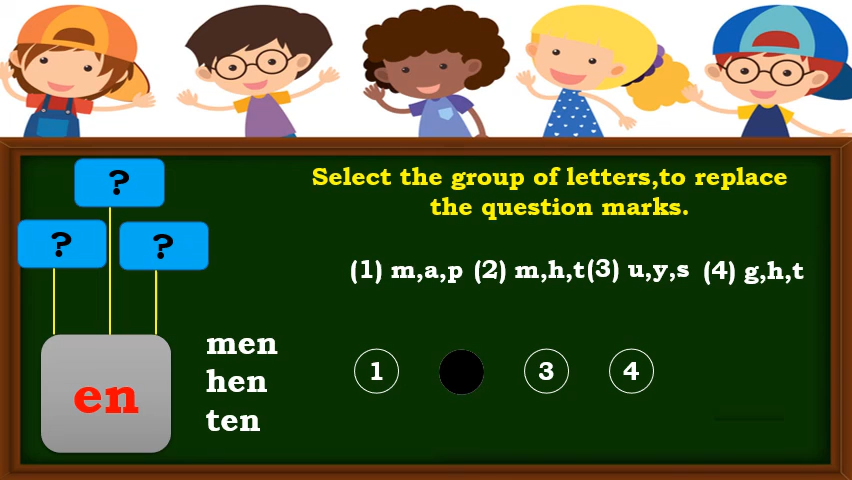 ?
? ?
en
men
hen
ten
Select the group of letters,to replace
the question marks.
(1) m,a,p (2) m,h,t(3) u,y,s (4) g,h,t
1 3 4